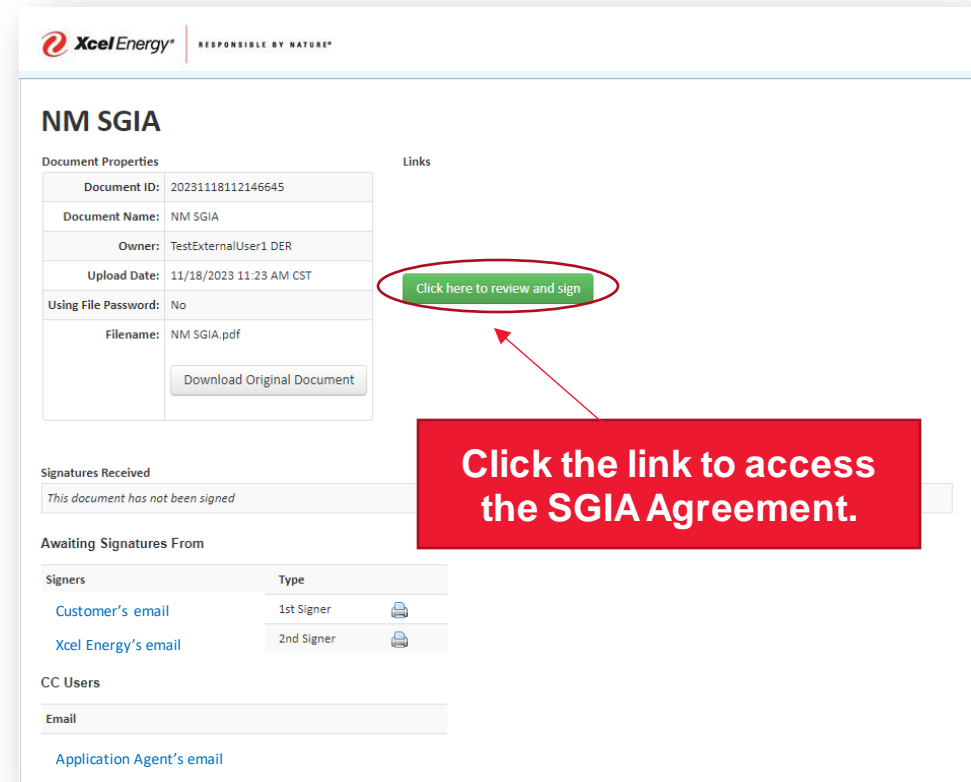 Xcel Energy® RESPONSIBLE BY NATURE®
NM SGIA
Document Properties
Links
Document ID: 20231118112146645
Document Name: NM SGIA
Owner: TestExternalUser1 DER
Upload Date: 11/18/2023 11:23 AM CST
Using File Password: No
Filename: NM SGIA.pdf
Download Original Document
Click here to review and sign
Click the link to access
the SGIA Agreement.
Signatures Received
This document has not been signed
Awaiting Signatures From
Signers Type
Customer's email 1st Signer
Xcel Energy's email 2nd Signer
CC Users
Email
Application Agent's email